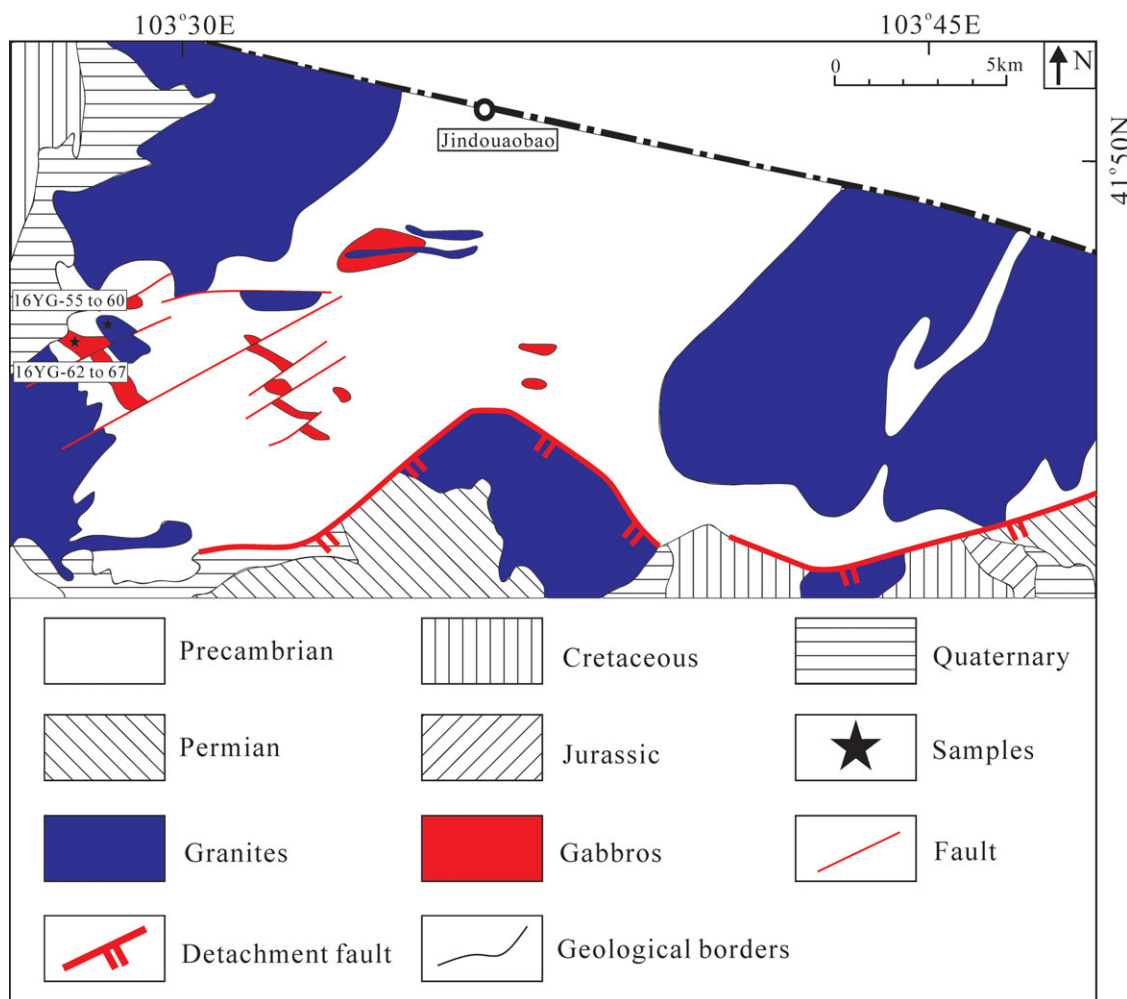 103°30E
103°45E
0
5km
N
Jindouaobao
41°50N
16YG-55 to 60
16YG-62 to 67
Precambrian
Cretaceous
Quaternary
Permian
Jurassic
Samples
Granites
Gabbros
Fault
Detachment fault
Geological borders